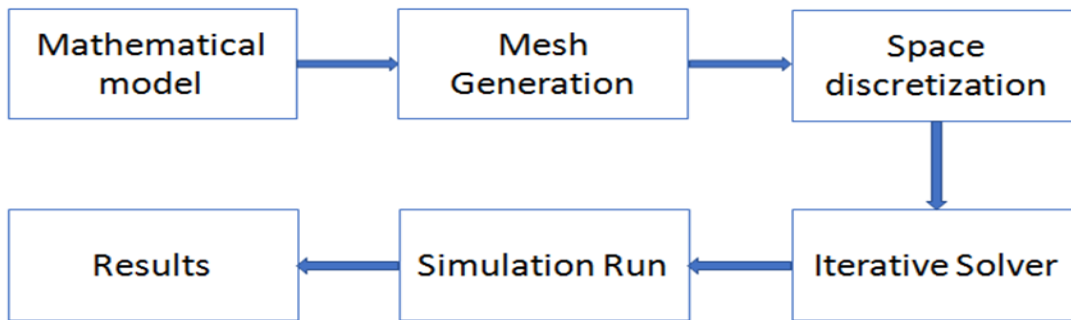 Mathematical
model
Mesh
Generation
Space
discretization
Iterative Solver
Simulation Run
Results